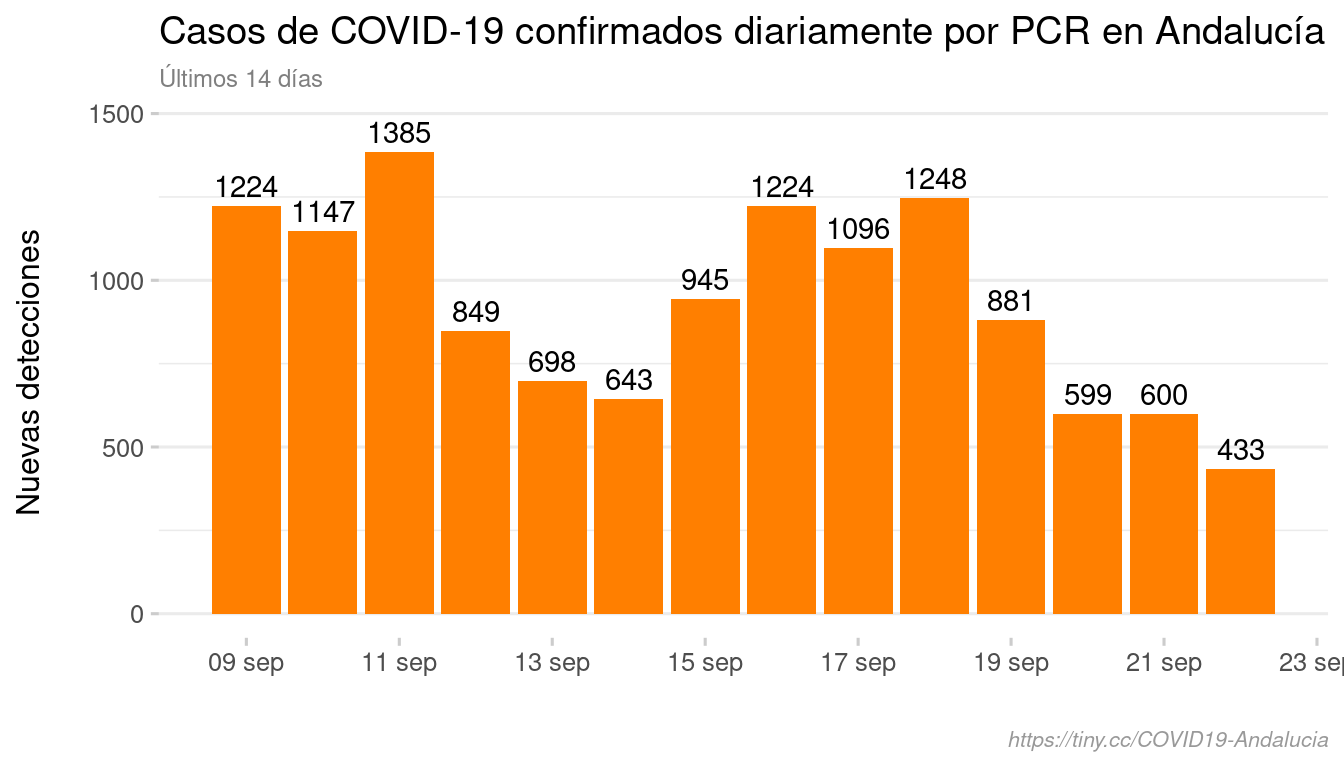 Casos de COVID-19 confirmados diariamente por PCR en Andalucía
Últimos 14 días
Nuevas detecciones
1500
1000
500
0
1224
1147
1385
849
698
643
945
1224
1096
1248
881
599
600
433
09 sep
11 sep
13 sep
15 sep
17 sep
19 sep
21 sep
23 sep
https://tiny.cc/COVID19-Andalucia